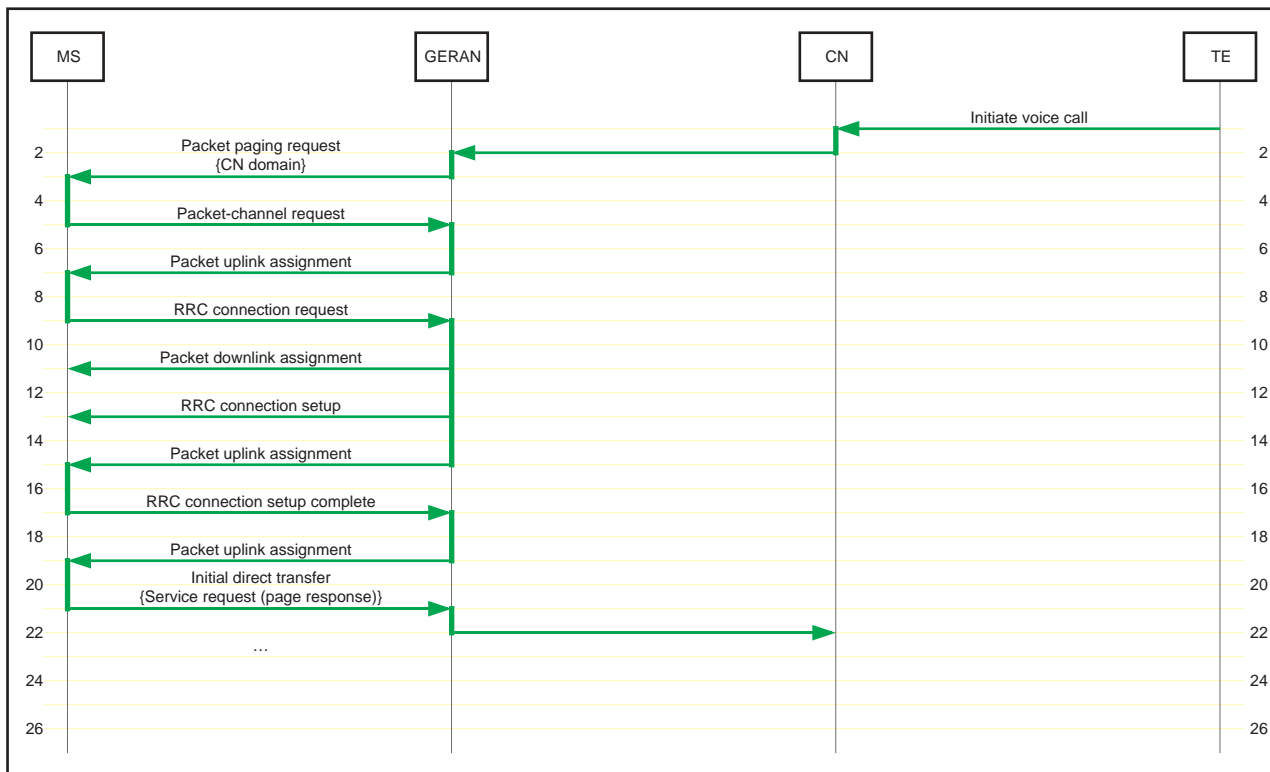 MS GERAN CN TE
Initiate voice call
Packet paging request
2 2
{CN domain}
4 4
Packet-channel request
6 6
Packet uplink assignment
8 8
RRC connection request
10 10
Packet downlink assignment
12 12
RRC connection setup
14 14
Packet uplink assignment
16 16
RRC connection setup complete
18 18
Packet uplink assignment
Initial direct transfer
20 20
{Service request (page response)}
22 22
…
24 24
26 26